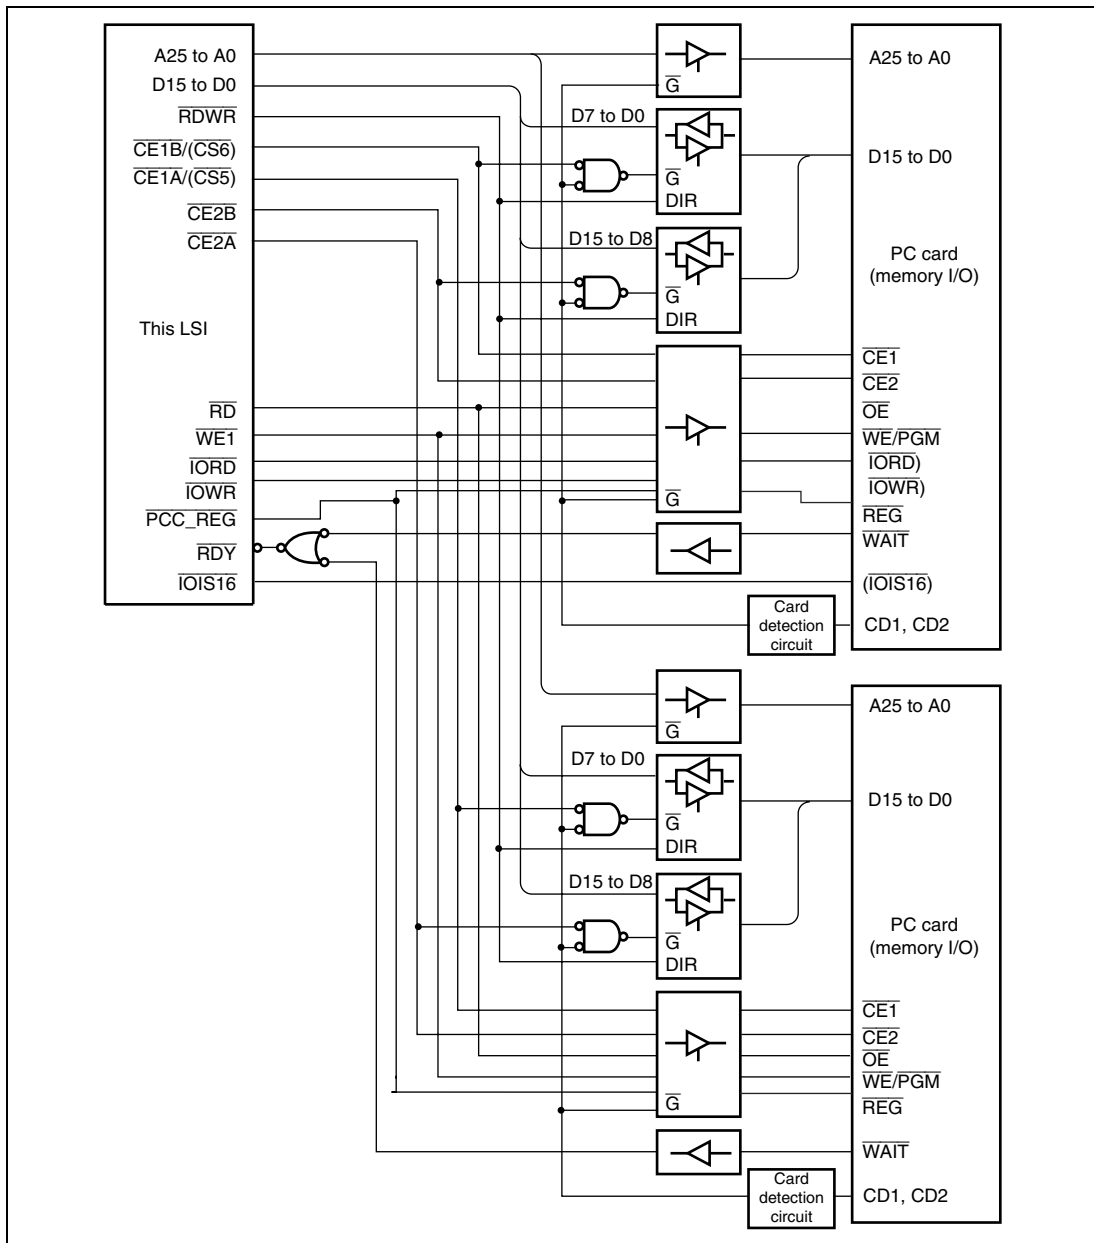 A25 to A0
D15 to D0
RDWR
CE1B/(CS6)
CE1A/(CS5)
CE2B
CE2A
This LSI
RD
WE1
IORD
IOWR
PCC_REG
RDY
IOIS16
G
D7 to D0
G
DIR
D15 to D8
G
DIR
G
A25 to A0
D15 to D0
PC card
(memory I/O)
CE1
CE2
OE
WE/PGM
IORD)
IOWR)
REG
WAIT
(IOIS16)
Card
detection
circuit
CD1, CD2
G
D7 to D0
G
DIR
D15 to D8
G
DIR
G
A25 to A0
D15 to D0
PC card
(memory I/O)
CE1
CE2
OE
WE/PGM
REG
WAIT
Card
detection
circuit
CD1, CD2